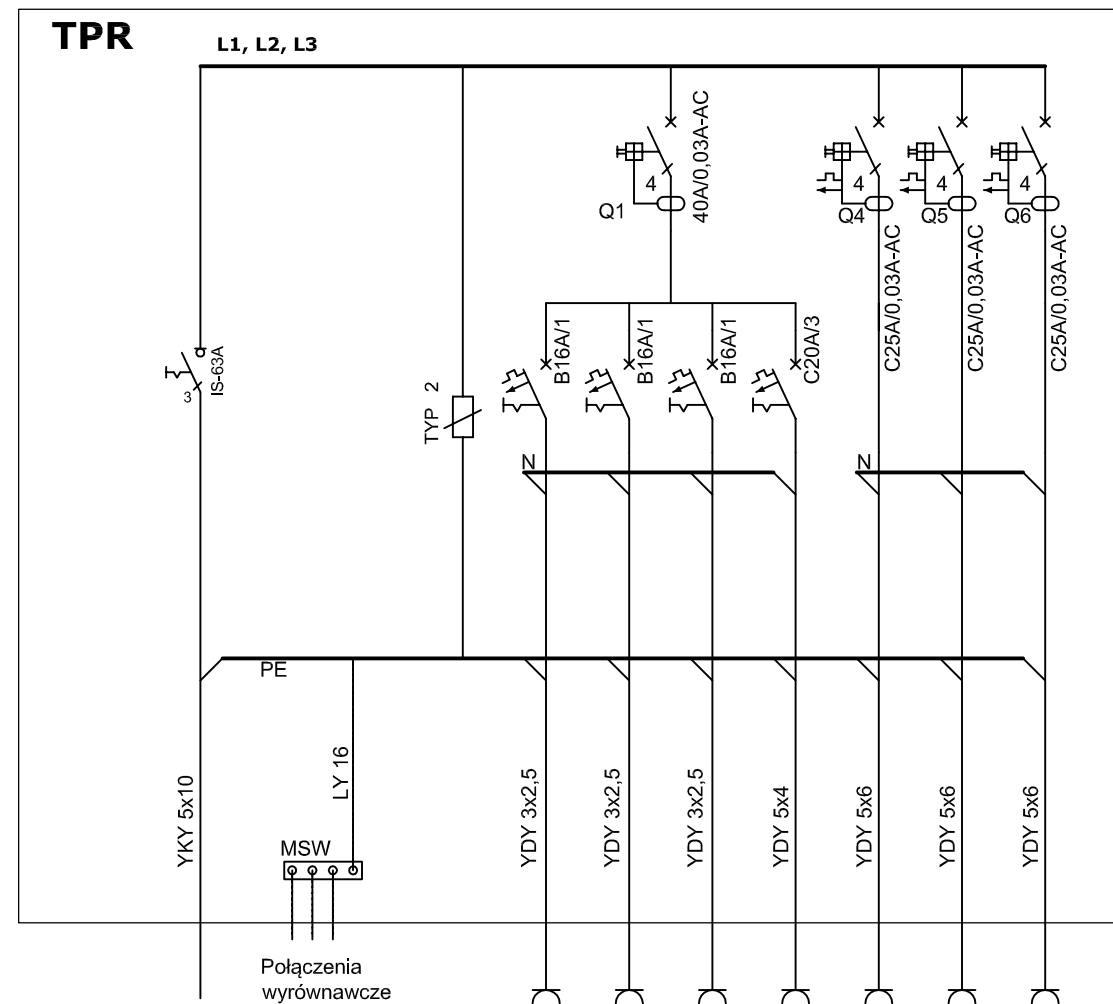 TPR
L1, L2, L3
40A/0,03A-AC
4
Q1
4
Q4
4
Q5
4
Q6
C25A/0,03A-AC
C25A/0,03A-AC
C25A/0,03A-AC
B16A/1
B16A/1
B16A/1
C20A/3
IS-63A
3
TYP 2
N
N
PE
YKY 5x10
LY 16
YDY 3x2,5
YDY 3x2,5
YDY 3x2,5
YDY 5x4
YDY 5x6
YDY 5x6
YDY 5x6
MSW
Połączenia
wyrównawcze